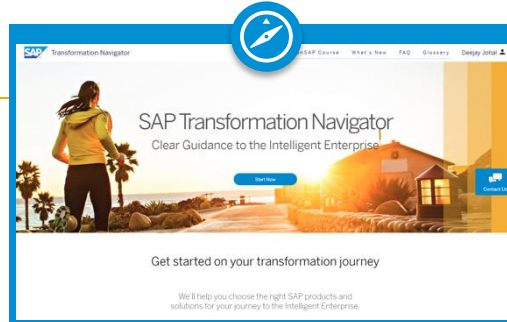 SAP Transformation Navigator
SAP Course What's New FAQ Glossary Deejay Johal
SAP Transformation Navigator
Clear Guidance to the Intelligent Enterprise
Start Now
Contact Us
Get started on your transformation journey
We'll help you choose the right SAP products and
solutions for your journey to the Intelligent Enterprise.